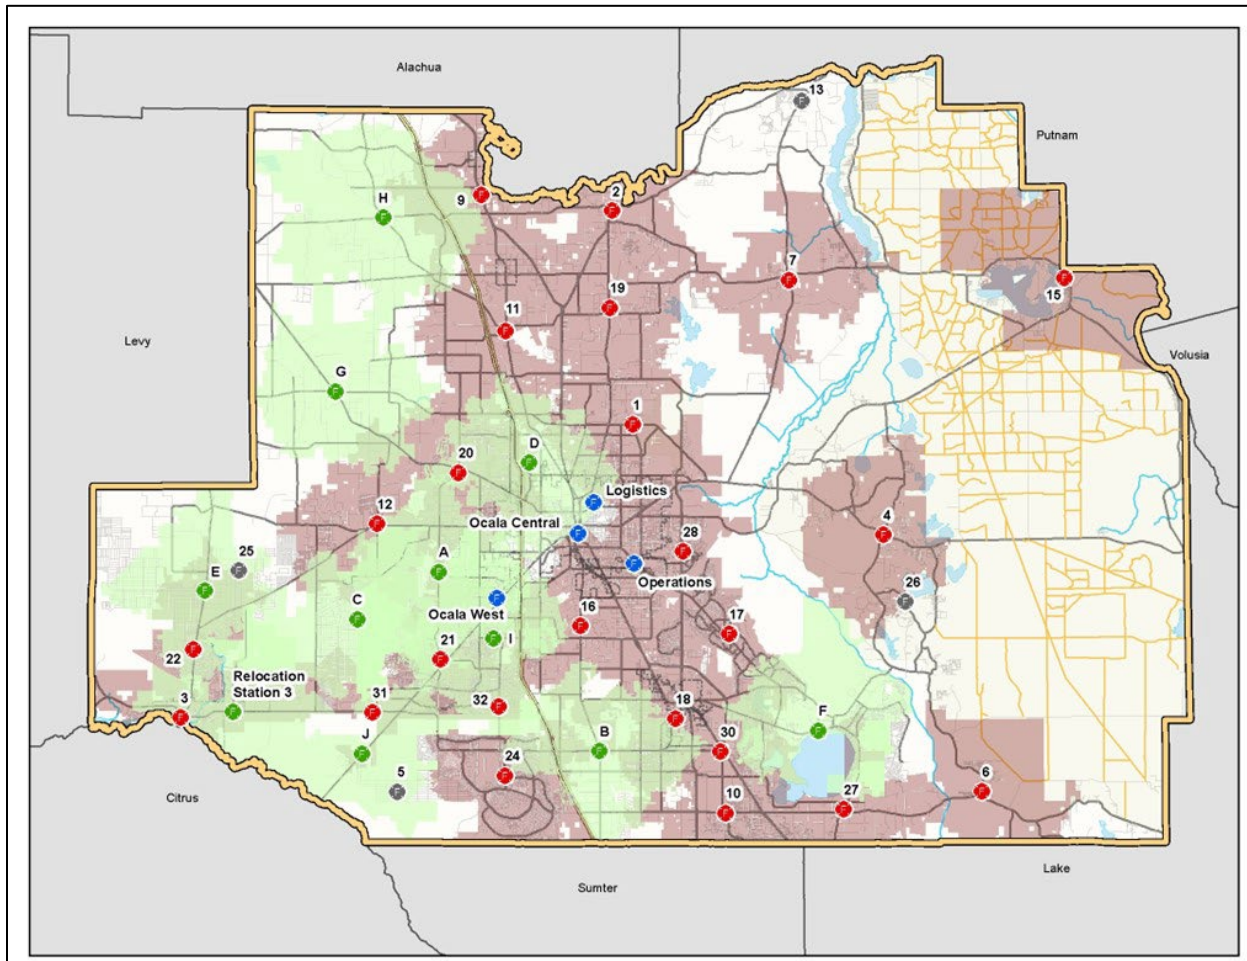 Alachua
13
Putnam
H
9
2
7
15
19
11
Levy
Volusia
G
1
D
20
Logistics
12
Ocala Central
4
28
25
A
Operations
E
26
Ocala West
C
16
17
I
21
22
Relocation
Station 3
3
31
32
18
F
B
30
J
24
5
6
Citrus
10
27
Lake
Sumter